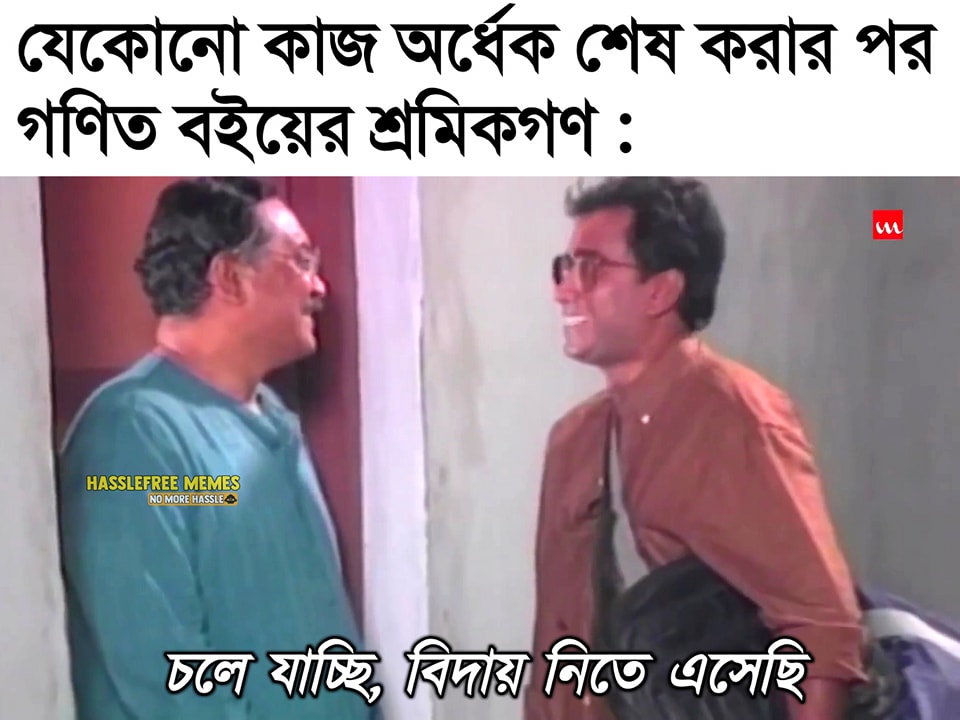 যেকোনো কাজ অর্ধেক শেষ করার পর
গণিত বইয়ের শ্রমিকগণ :
HASSLEFREE MEMES
NO MORE HASSLE
চলে যাচ্ছি, বিদায় নিতে এসেছি